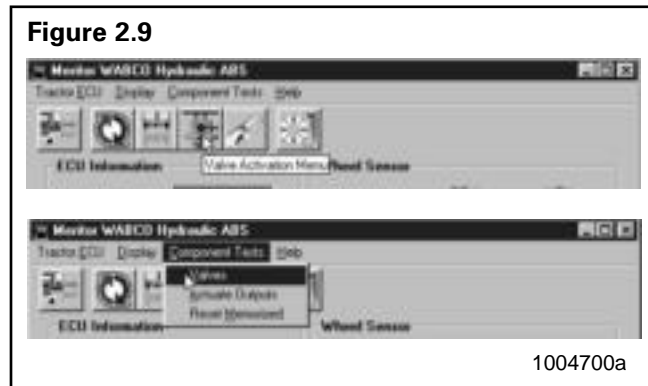 Figure 2.9
Meritor WABCO Hydraulic ABS
Tractor ECU Display Component Tests Help
Valve Activation Menu
ECU Information Wheel Sensor
Meritor WABCO Hydraulic ABS
Tractor ECU Display Component Tests Help
Valves
Actuate Outputs
Reset Memorized
ECU Information Wheel Sensor
1004700a